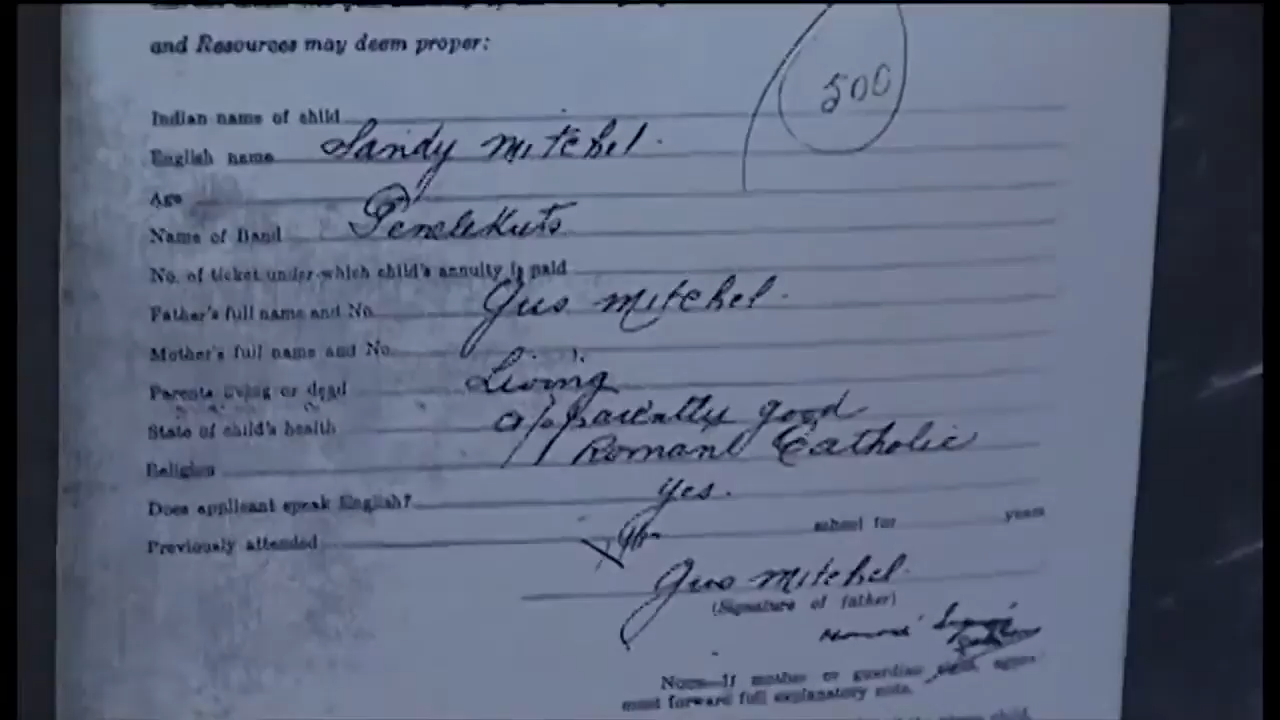 and Resources may deem proper:
500
Indian name of child
English name Sandy Mitchel.
Age
Name of Band Penelekuts
No. of ticket under which child's annuity is paid
Father's full name and No. Gus Mitchel.
Mother's full name and No.
Parents living or dead Living
State of child's health apparently good
Religion Roman Catholic
Does applicant speak English? Yes.
Previously attended school for years
Gus Mitchel.
(Signature of father)
NOTE—If mother or guardian signs, agent
must forward full explanatory note.